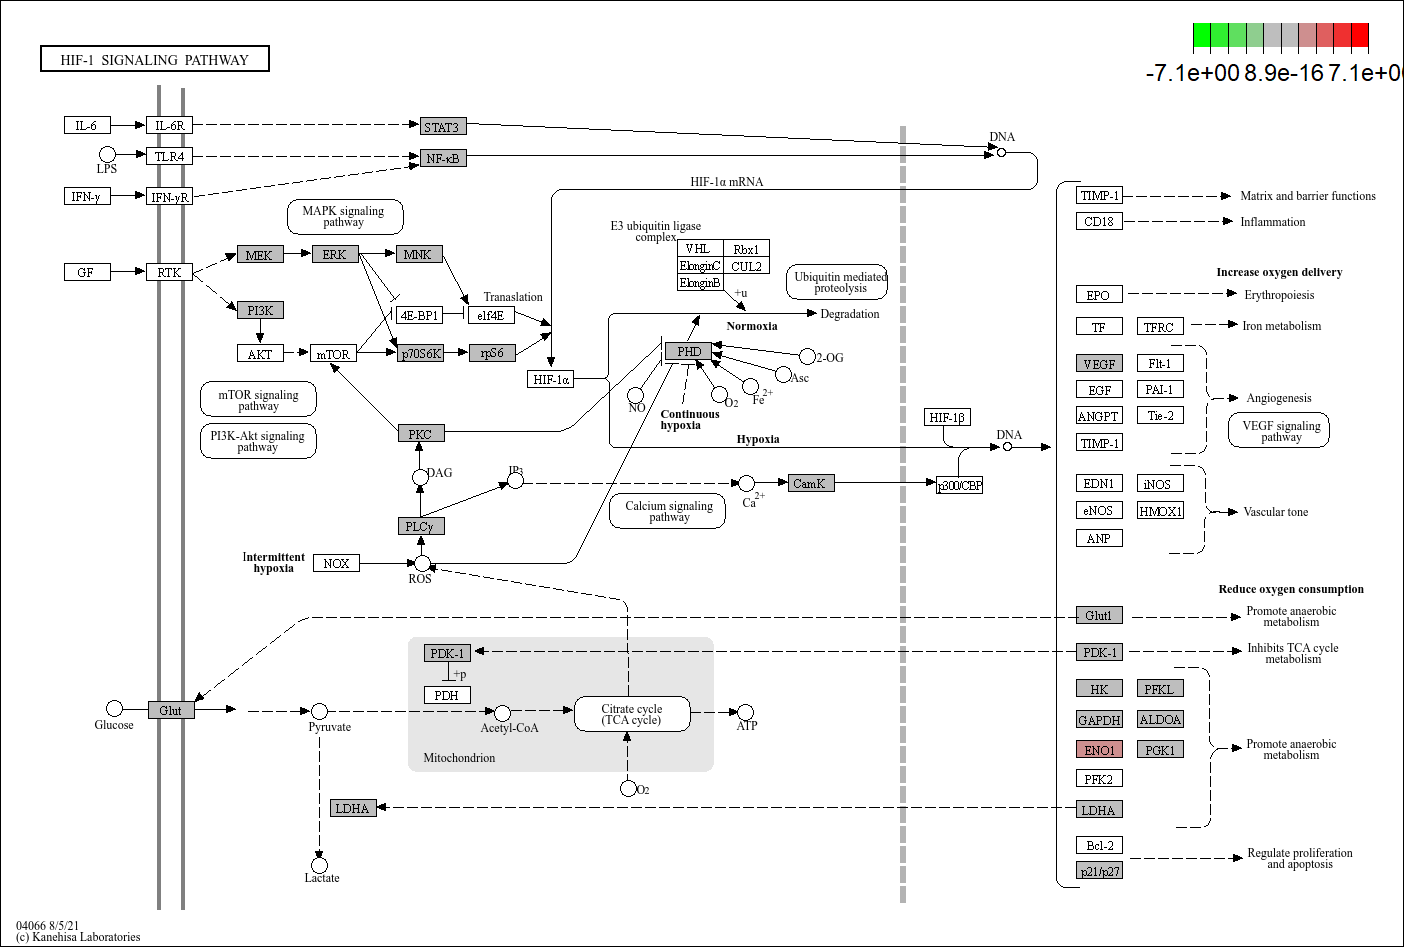 -7.1e+00 8.9e-16 7.1e+0
HIF-1 SIGNALING PATHWAY
IL-6
IL-6R
STAT3
DNA
LPS
TLR4
NF-κB
IFN-γ
IFN-γR
HIF-1α mRNA
TIMP-1
Matrix and barrier functions
CD18
Inflammation
MAPK signaling
pathway
E3 ubiquitin ligase
complex
VHL
Rbx1
ElonginC
CUL2
ElonginB
+u
Ubiquitin mediated
proteolysis
MEK
ERK
MNK
GF
RTK
Increase oxygen delivery
EPO
Erythropoiesis
PI3K
4E-BP1
Tranaslation
eIf4E
Degradation
Normoxia
TF
TFRC
Iron metabolism
AKT
mTOR
p70S6K
rpS6
PHD
2-OG
Asc
Fe2+
O2
NO
HIF-1α
VEGF
Flt-1
EGF
PAI-1
Angiogenesis
ANGPT
Tie-2
TIMP-1
VEGF signaling
pathway
mTOR signaling
pathway
PI3K-Akt signaling
pathway
PKC
Continuous
hypoxia
Hypoxia
HIF-1β
DNA
DAG
IP3
Ca2+
CamK
p300/CBP
EDN1
iNOS
eNOS
HMOX1
Vascular tone
ANP
Calcium signaling
pathway
PLCγ
Intermittent
hypoxia
NOX
ROS
Reduce oxygen consumption
Glut1
Promote anaerobic
metabolism
PDK-1
Inhibits TCA cycle
metabolism
PDK-1
+p
PDH
HK
PFKL
GAPDH
ALDOA
ENO1
PGK1
Promote anaerobic
metabolism
PFK2
LDHA
Glucose
Glut
Pyruvate
Acetyl-CoA
Citrate cycle
(TCA cycle)
ATP
Mitochondrion
O2
LDHA
Lactate
Bcl-2
p21/p27
Regulate proliferation
and apoptosis
04066 8/5/21
(c) Kanehisa Laboratories